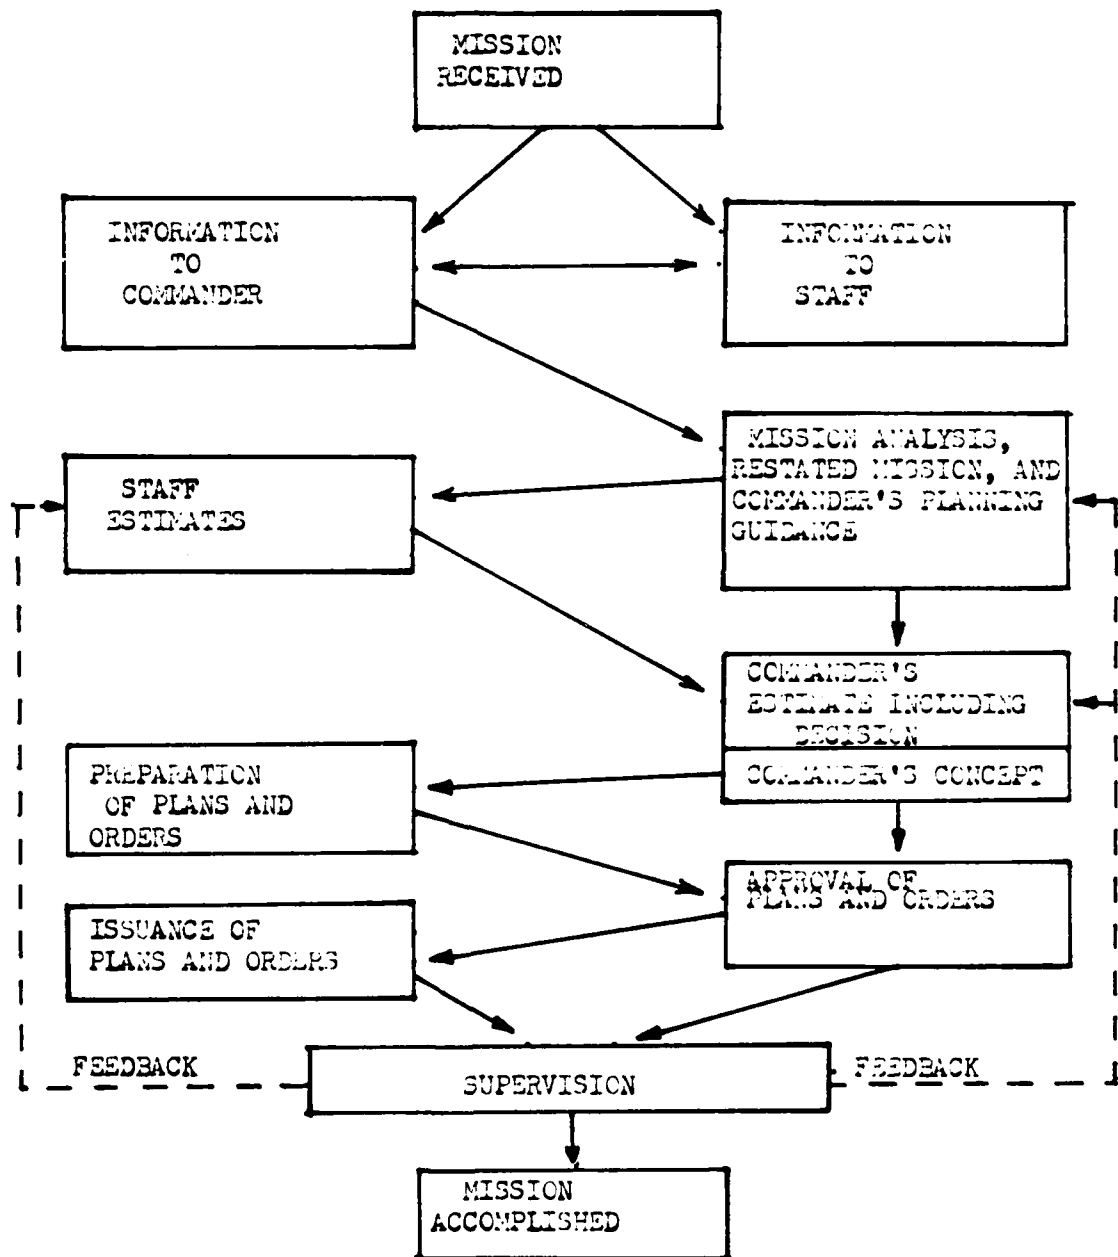 MISSION
RECEIVED
INFORMATION
TO
COMMANDER
INFORMATION
TO
STAFF
MISSION ANALYSIS,
RESTATED MISSION, AND
COMMANDER'S PLANNING
GUIDANCE
STAFF
ESTIMATES
COMMANDER'S
ESTIMATE INCLUDING
DECISION
COMMANDER'S CONCEPT
PREPARATION
OF PLANS AND
ORDERS
APPROVAL OF
PLANS AND ORDERS
ISSUANCE OF
PLANS AND ORDERS
FEEDBACK
SUPERVISION
FEEDBACK
MISSION
ACCOMPLISHED